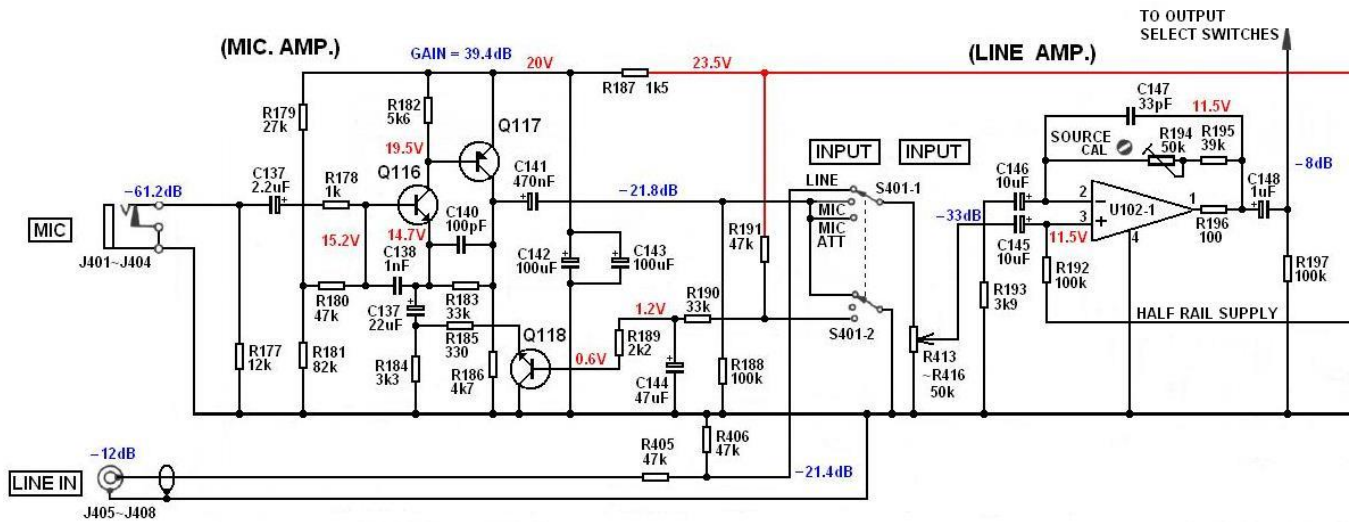 TO OUTPUT
SELECT SWITCHES
(MIC. AMP.)
GAIN = 39.4dB
20V
23.5V
(LINE AMP.)
R187 1k5
C147
33pF
11.5V
R179
27k
R182
5k6
Q117
SOURCE
CAL
R194
50k
R195
39k
19.5V
Q116
C141
470nF
INPUT
INPUT
-8dB
-61.2dB
C137
2.2uF
R178
1k
-21.8dB
LINE
S401-1
C146
10uF
2
1
C148
1uF
U102-1
MIC
MIC
ATT
-33dB
3
R196
100
MIC
C140
100pF
R191
47k
15.2V
14.7V
11.5V
4
J401~J404
C138
1nF
C142
100uF
C143
100uF
C145
10uF
R192
100k
R197
100k
R180
47k
R183
33k
R190
33k
R193
3k9
C137
22uF
1.2V
HALF RAIL SUPPLY
R185
330
Q118
R189
2k2
S401-2
R177
12k
R181
82k
R184
3k3
R186
4k7
0.6V
C144
47uF
R188
100k
R413
~R416
50k
-12dB
R405
47k
R406
47k
-21.4dB
LINE IN
J405~J408